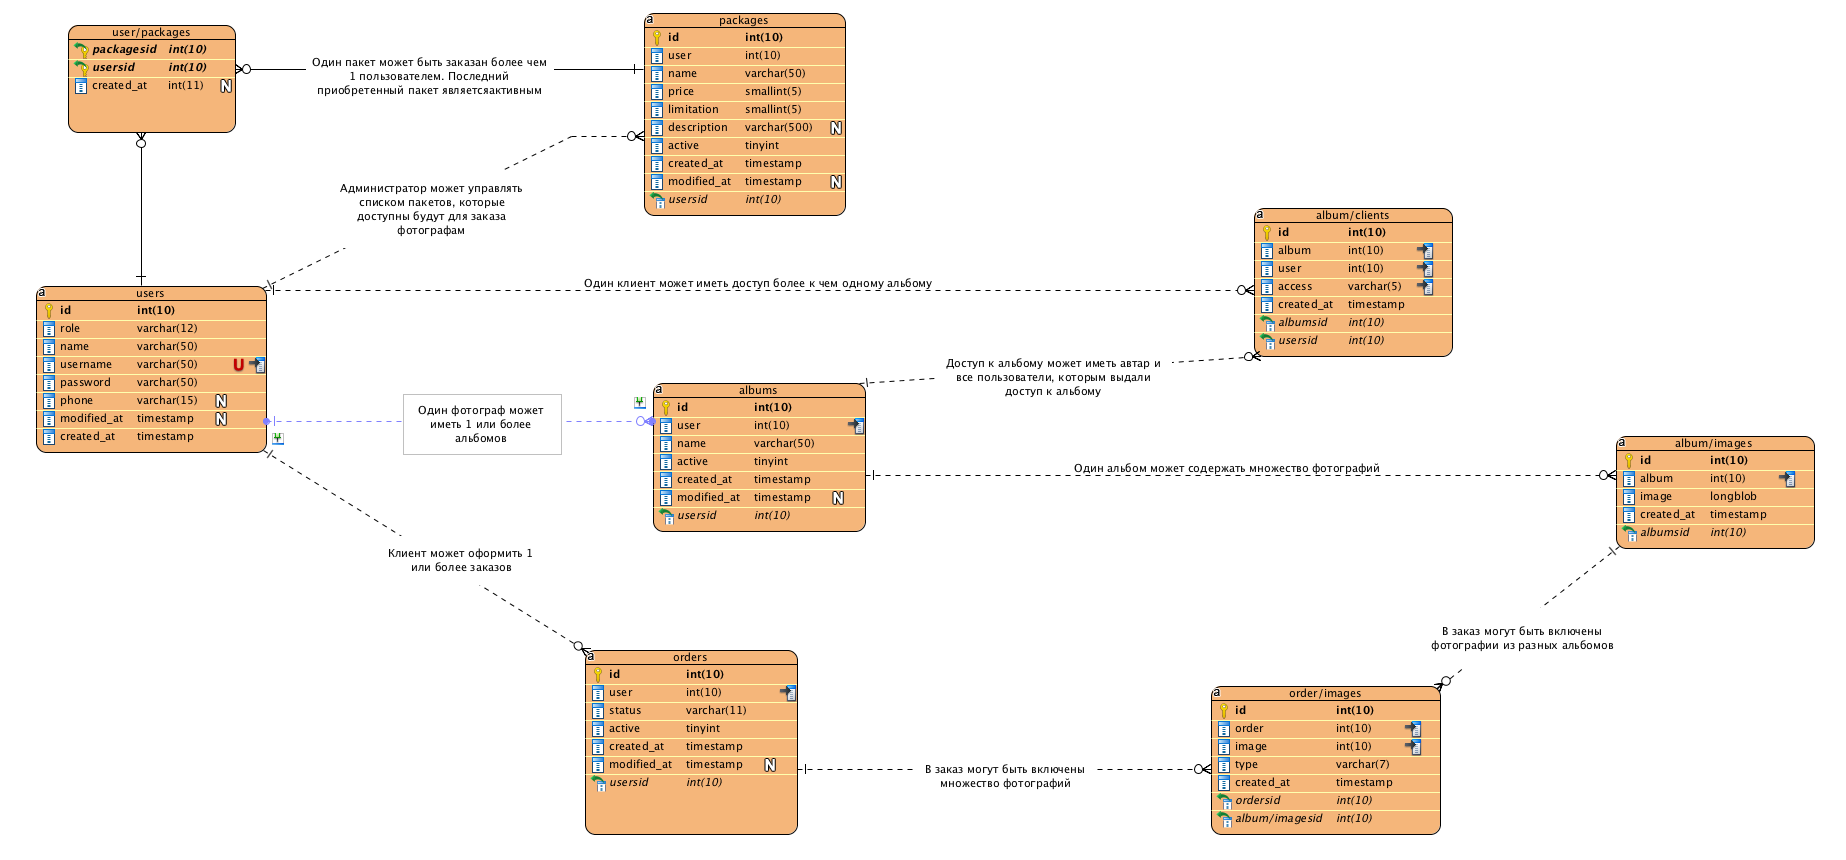 user/packages
packagesid int(10)
usersid int(10)
created_at int(11) N
Один пакет может быть заказан более чем
1 пользователем. Последний
приобретенный пакет являетсяактивным
a packages
id int(10)
user int(10)
name varchar(50)
price smallint(5)
limitation smallint(5)
description varchar(500) N
active tinyint
created_at timestamp
modified_at timestamp N
usersid int(10)
Администратор может управлять
списком пакетов, которые
доступны будут для заказа
фотографам
a users
id int(10)
role varchar(12)
name varchar(50)
username varchar(50) U
password varchar(50)
phone varchar(15) N
modified_at timestamp N
created_at timestamp
Один клиент может иметь доступ более к чем одному альбому
a album/clients
id int(10)
album int(10)
user int(10)
access varchar(5)
created_at timestamp
albumsid int(10)
usersid int(10)
Доступ к альбому может иметь автар и
все пользователи, которым выдали
доступ к альбому
Один фотограф может
иметь 1 или более
альбомов
a albums
id int(10)
user int(10)
name varchar(50)
active tinyint
created_at timestamp
modified_at timestamp N
usersid int(10)
Один альбом может содержать множество фотографий
a album/images
id int(10)
album int(10)
image longblob
created_at timestamp
albumsid int(10)
Клиент может оформить 1
или более заказов
В заказ могут быть включены
фотографии из разных альбомов
a orders
id int(10)
user int(10)
status varchar(11)
active tinyint
created_at timestamp
modified_at timestamp N
usersid int(10)
В заказ могут быть включены
множество фотографий
a order/images
id int(10)
order int(10)
image int(10)
type varchar(7)
created_at timestamp
ordersid int(10)
album/imagesid int(10)